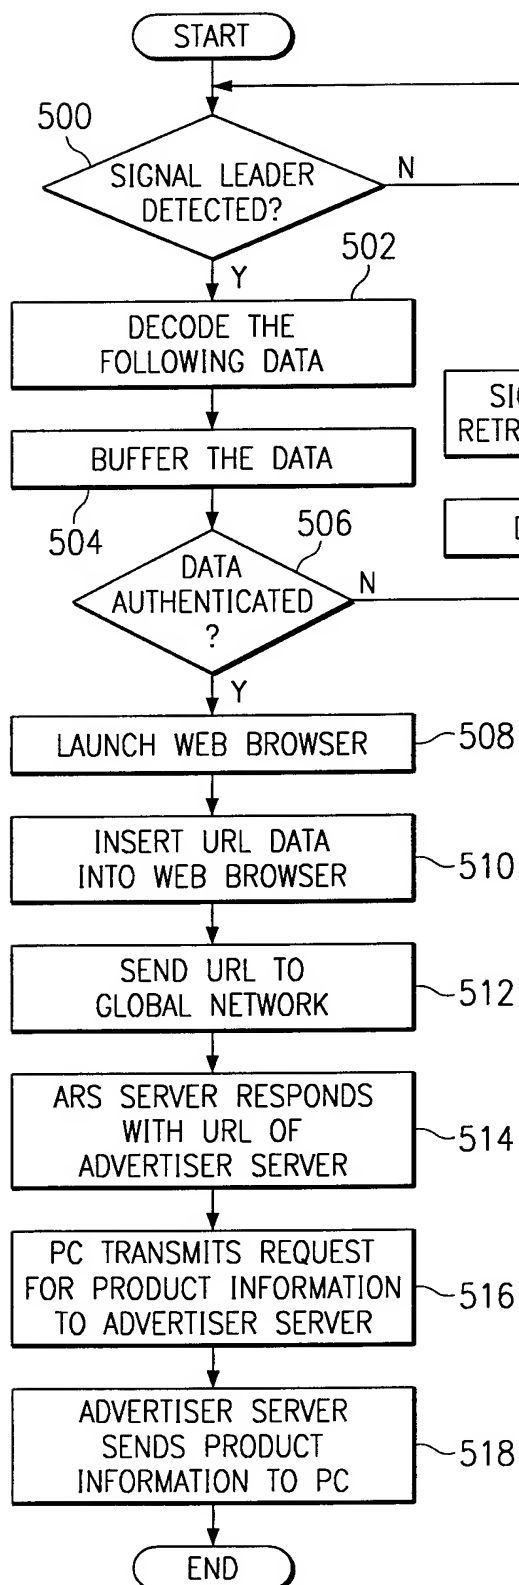 START
500
SIGNAL LEADER
DETECTED?
N
Y
502
DECODE THE
FOLLOWING DATA
BUFFER THE DATA
504
506
DATA
AUTHENTICATED
?
N
Y
LAUNCH WEB BROWSER
508
INSERT URL DATA
INTO WEB BROWSER
510
SEND URL TO
GLOBAL NETWORK
512
ARS SERVER RESPONDS
WITH URL OF
ADVERTISER SERVER
514
PC TRANSMITS REQUEST
FOR PRODUCT INFORMATION
TO ADVERTISER SERVER
516
ADVERTISER SERVER
SENDS PRODUCT
INFORMATION TO PC
518
END